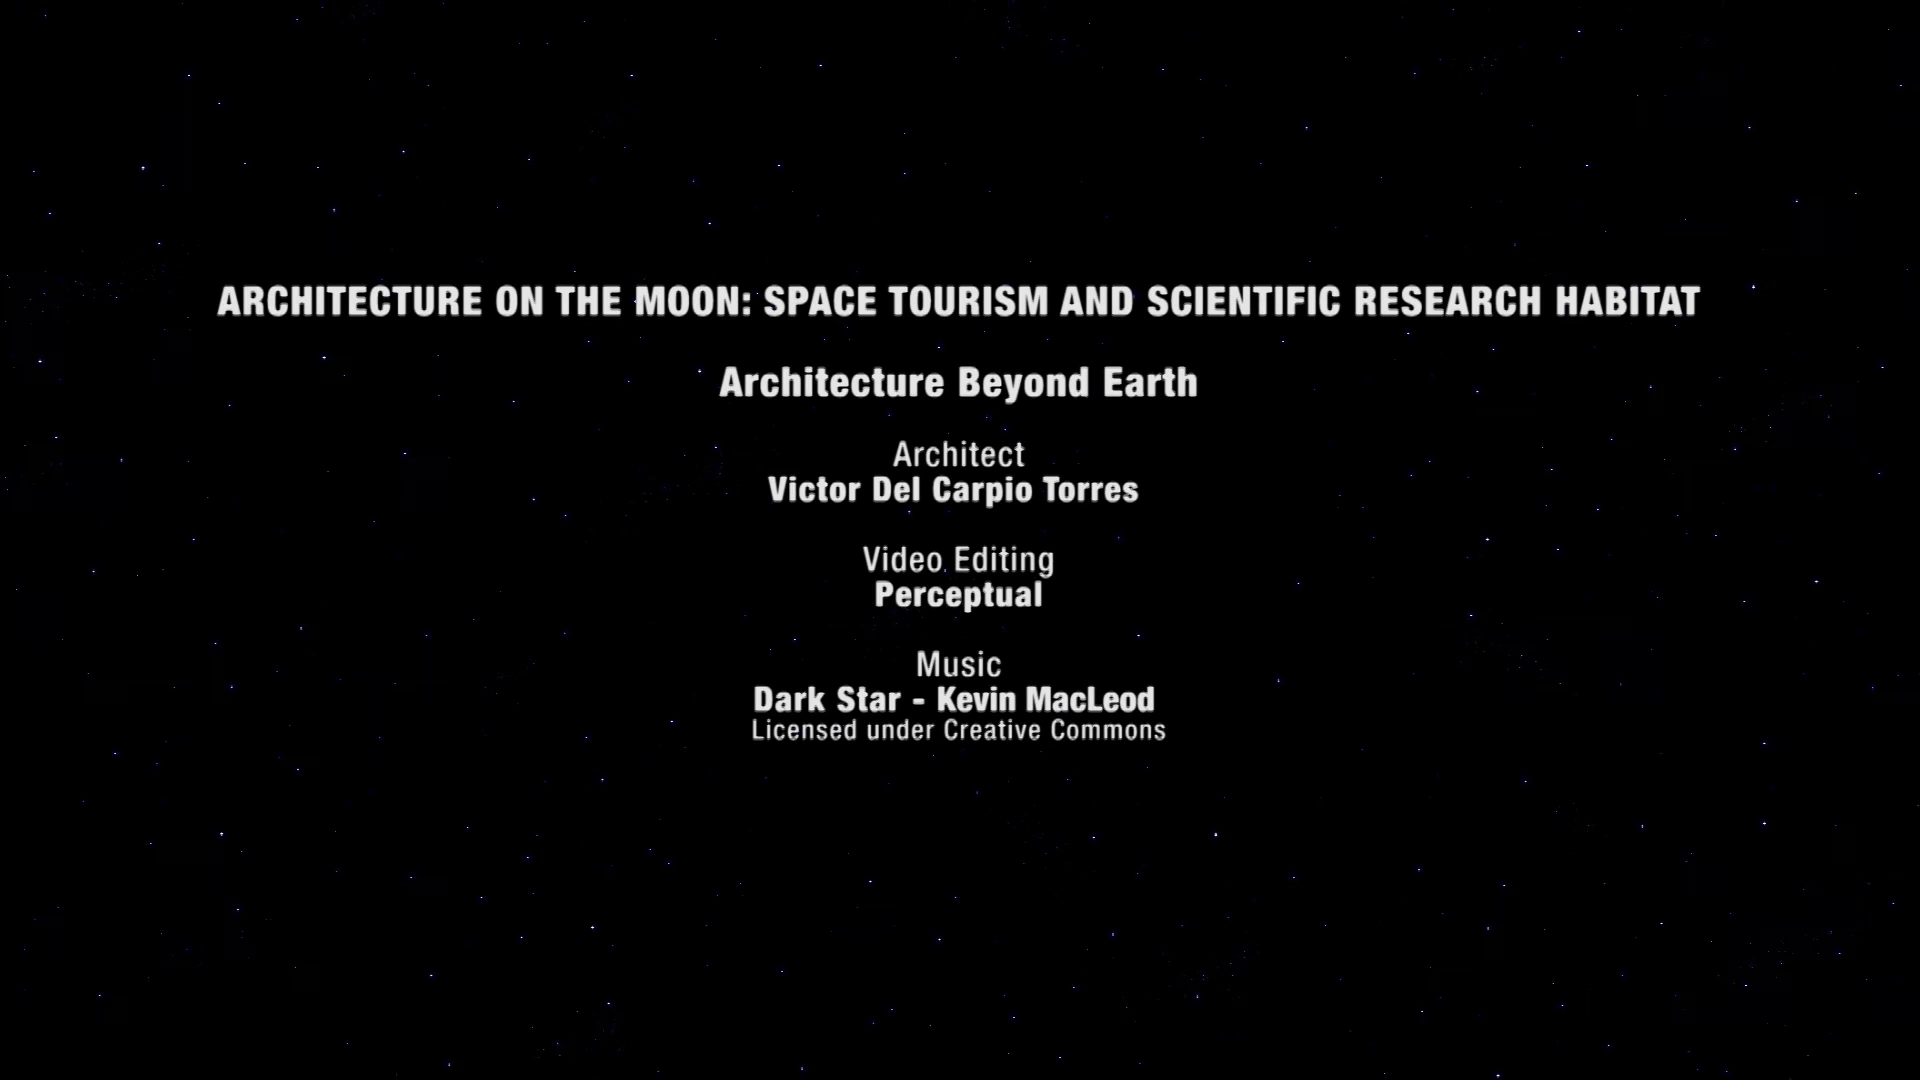 ARCHITECTURE ON THE MOON: SPACE TOURISM AND SCIENTIFIC RESEARCH HABITAT
Architecture Beyond Earth
Architect
Victor Del Carpio Torres
Video Editing
Perceptual
Music
Dark Star - Kevin MacLeod
Licensed under Creative Commons